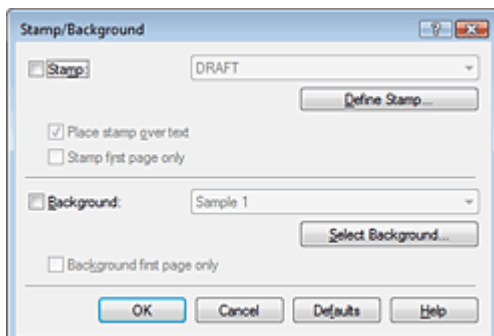 Stamp/Background
Stamp: DRAFT
Define Stamp...
Place stamp over text
Stamp first page only
Background: Sample 1
Select Background...
Background first page only
OK Cancel Defaults Help